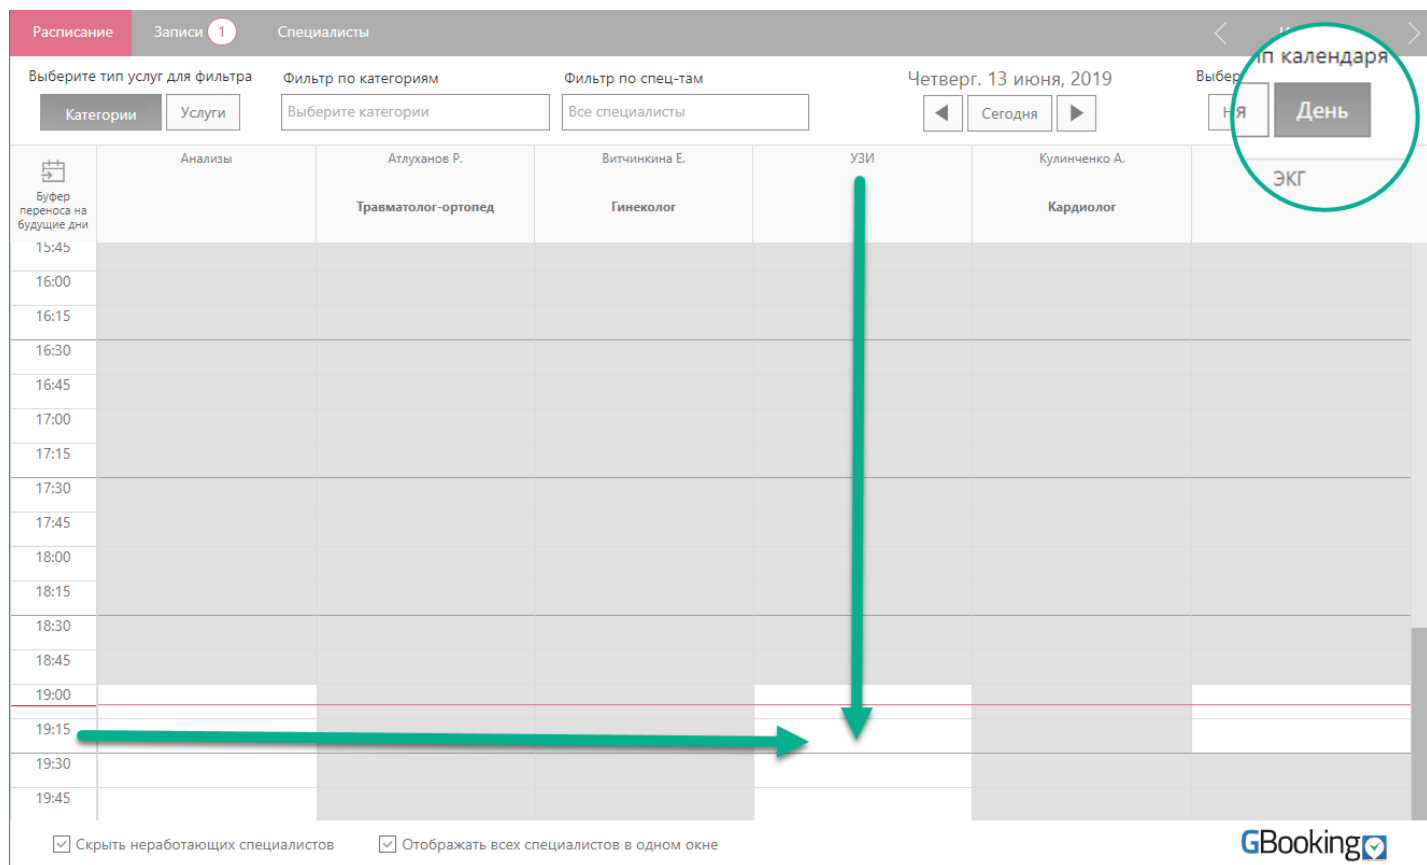 Расписание
Записи 1
Специалисты
Выберите тип услуг для фильтра
Категории
Услуги
Фильтр по категориям
Выберите категории
Фильтр по спец-там
Все специалисты
Четверг. 13 июня, 2019
Сегодня
календаря
День
Буфер
переноса на
будущие дни
Анализы
Атлуханов Р.
Травматолог-ортопед
Витчинкина Е.
Гинеколог
УЗИ
Кулинченко А.
Кардиолог
ЭКГ
15:45
16:00
16:15
16:30
16:45
17:00
17:15
17:30
17:45
18:00
18:15
18:30
18:45
19:00
19:15
19:30
19:45
Скрыть неработающих специалистов
Отображать всех специалистов в одном окне
GBooking